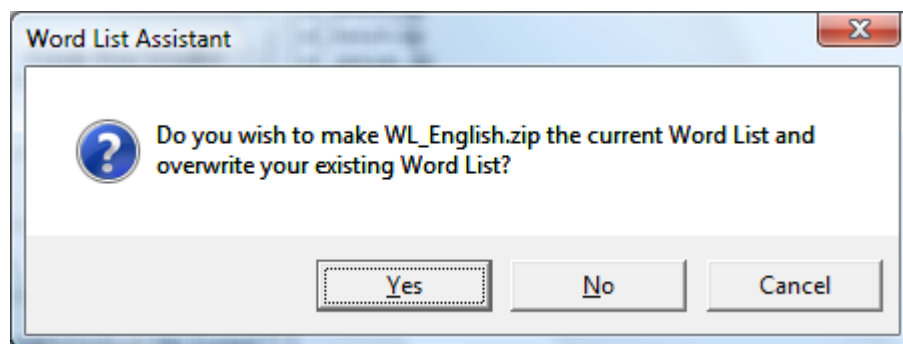 Word List Assistant
Do you wish to make WL_English.zip the current Word List and
overwrite your existing Word List?
Yes
No
Cancel